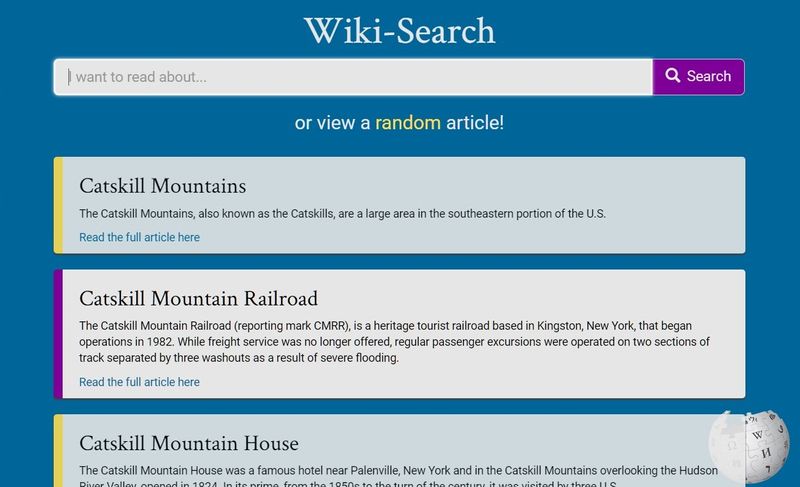 Wiki-Search
I want to read about...
Search
or view a random article!
Catskill Mountains
The Catskill Mountains, also known as the Catskills, are a large area in the southeastern portion of the U.S.
Read the full article here
Catskill Mountain Railroad
The Catskill Mountain Railroad (reporting mark CMRR), is a heritage tourist railroad based in Kingston, New York, that began
operations in 1982. While freight service was no longer offered, regular passenger excursions were operated on two sections of
track separated by three washouts as a result of severe flooding.
Read the full article here
Catskill Mountain House
The Catskill Mountain House was a famous hotel near Palenville, New York and in the Catskill Mountains overlooking the Hudson
River Valley, opened in 1824. In its prime, from the 1850s to the turn of the century, it was visited by three U.S.